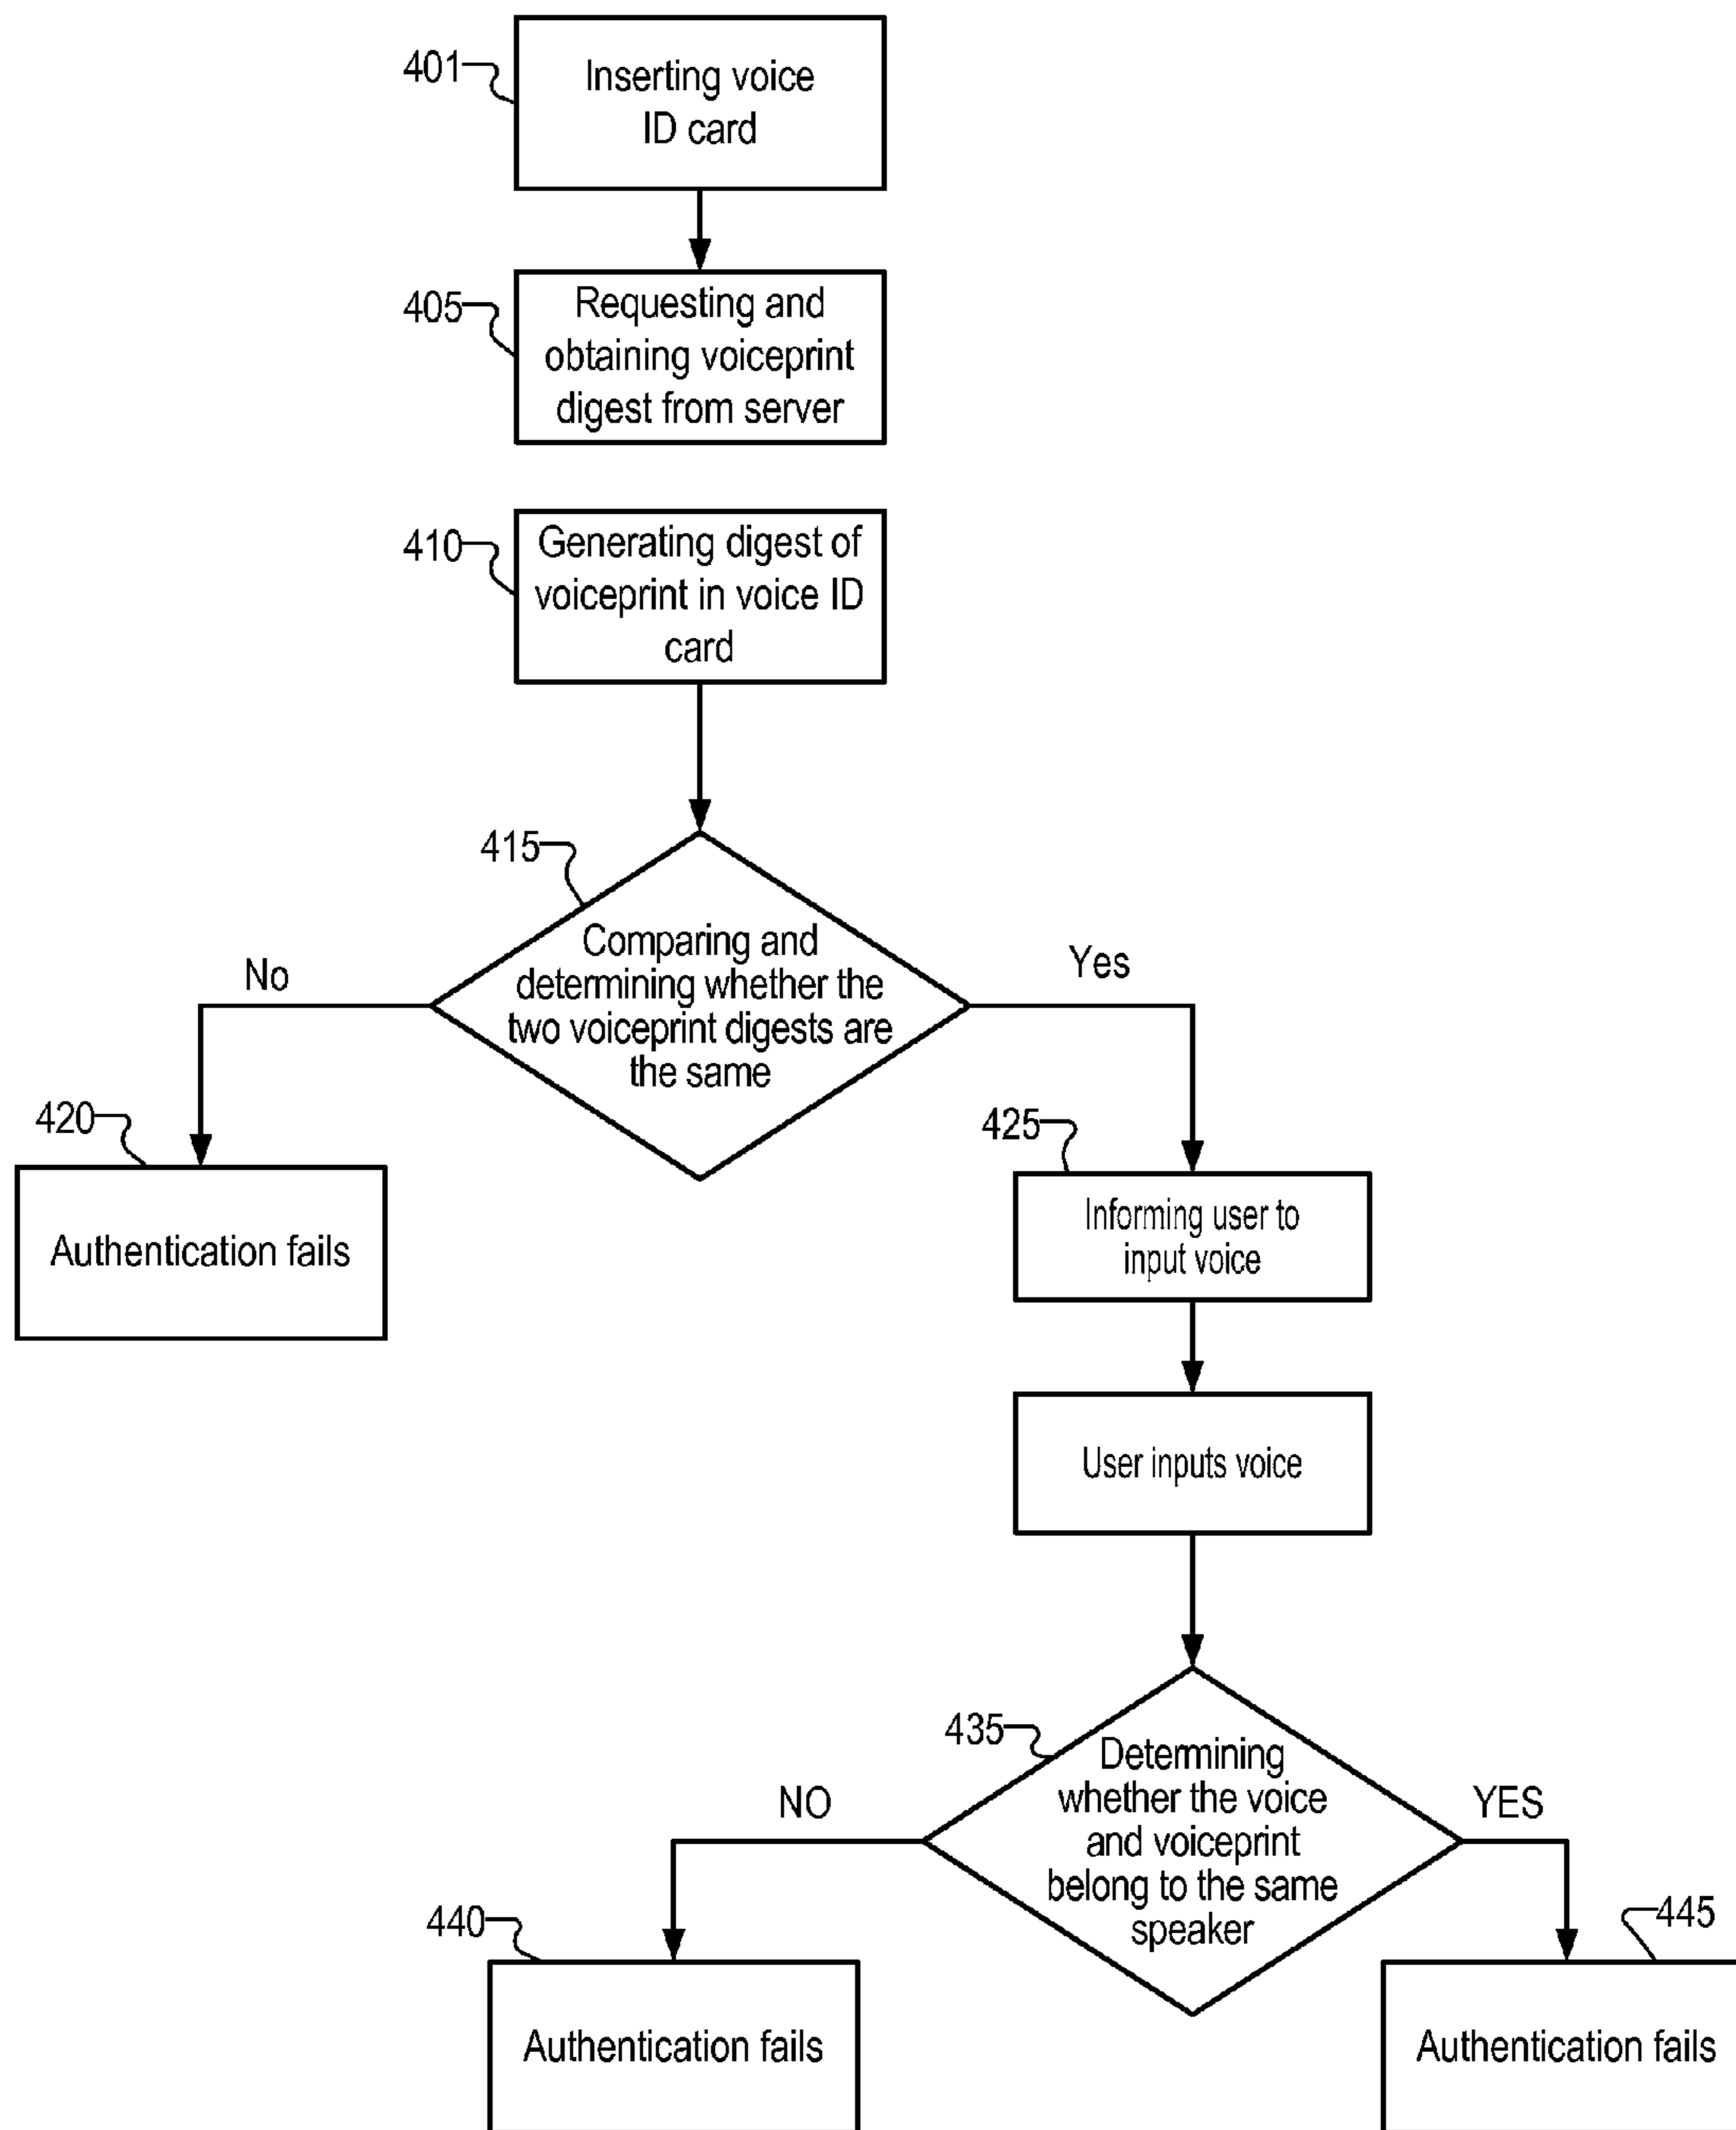 401
Inserting voice
ID card
405
Requesting and
obtaining voiceprint
digest from server
410
Generating digest of
voiceprint in voice ID
card
415
Comparing and
determining whether the
two voiceprint digests are
the same
No
Yes
420
Authentication fails
425
Informing user to
input voice
User inputs voice
435
Determining
whether the voice
and voiceprint
belong to the same
speaker
NO
YES
440
Authentication fails
445
Authentication fails